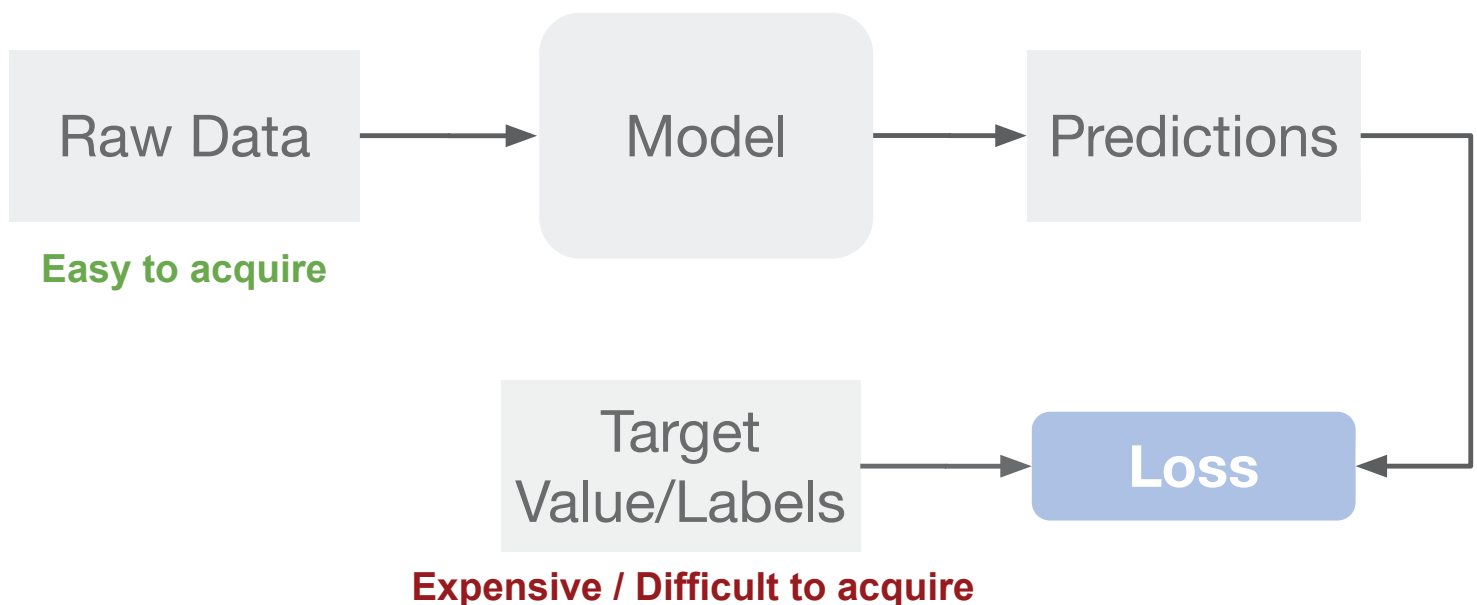 Raw Data
Model
Predictions
Easy to acquire
Target
Value/Labels
Loss
Expensive / Difficult to acquire